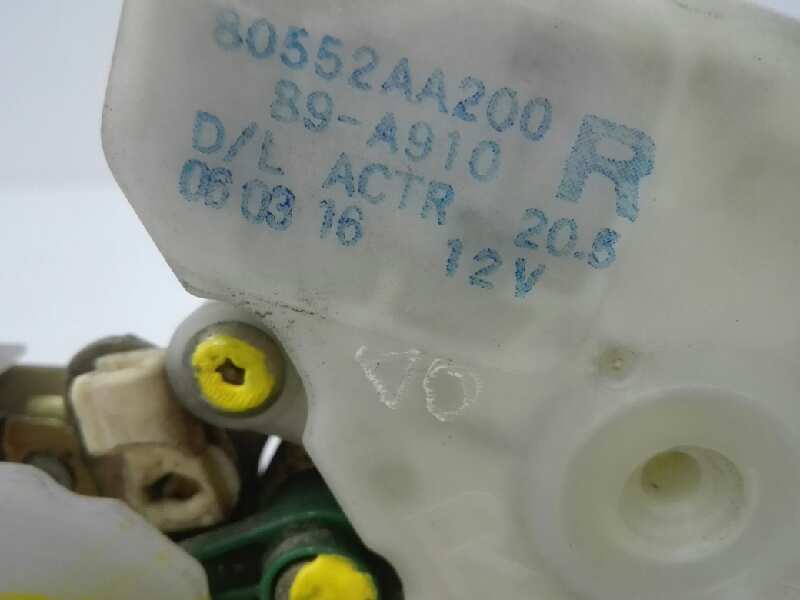 80552AA200
89-A910
R
D/L ACTR 20.5
06 03 16 12V